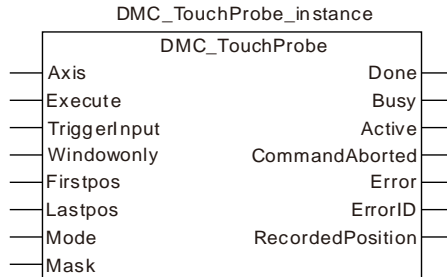 DMC_TouchProbe_instance
DMC_TouchProbe
Axis Done
Execute Busy
TriggerInput Active
Windowonly CommandAborted
Firstpos Error
Lastpos ErrorID
Mode RecordedPosition
Mask